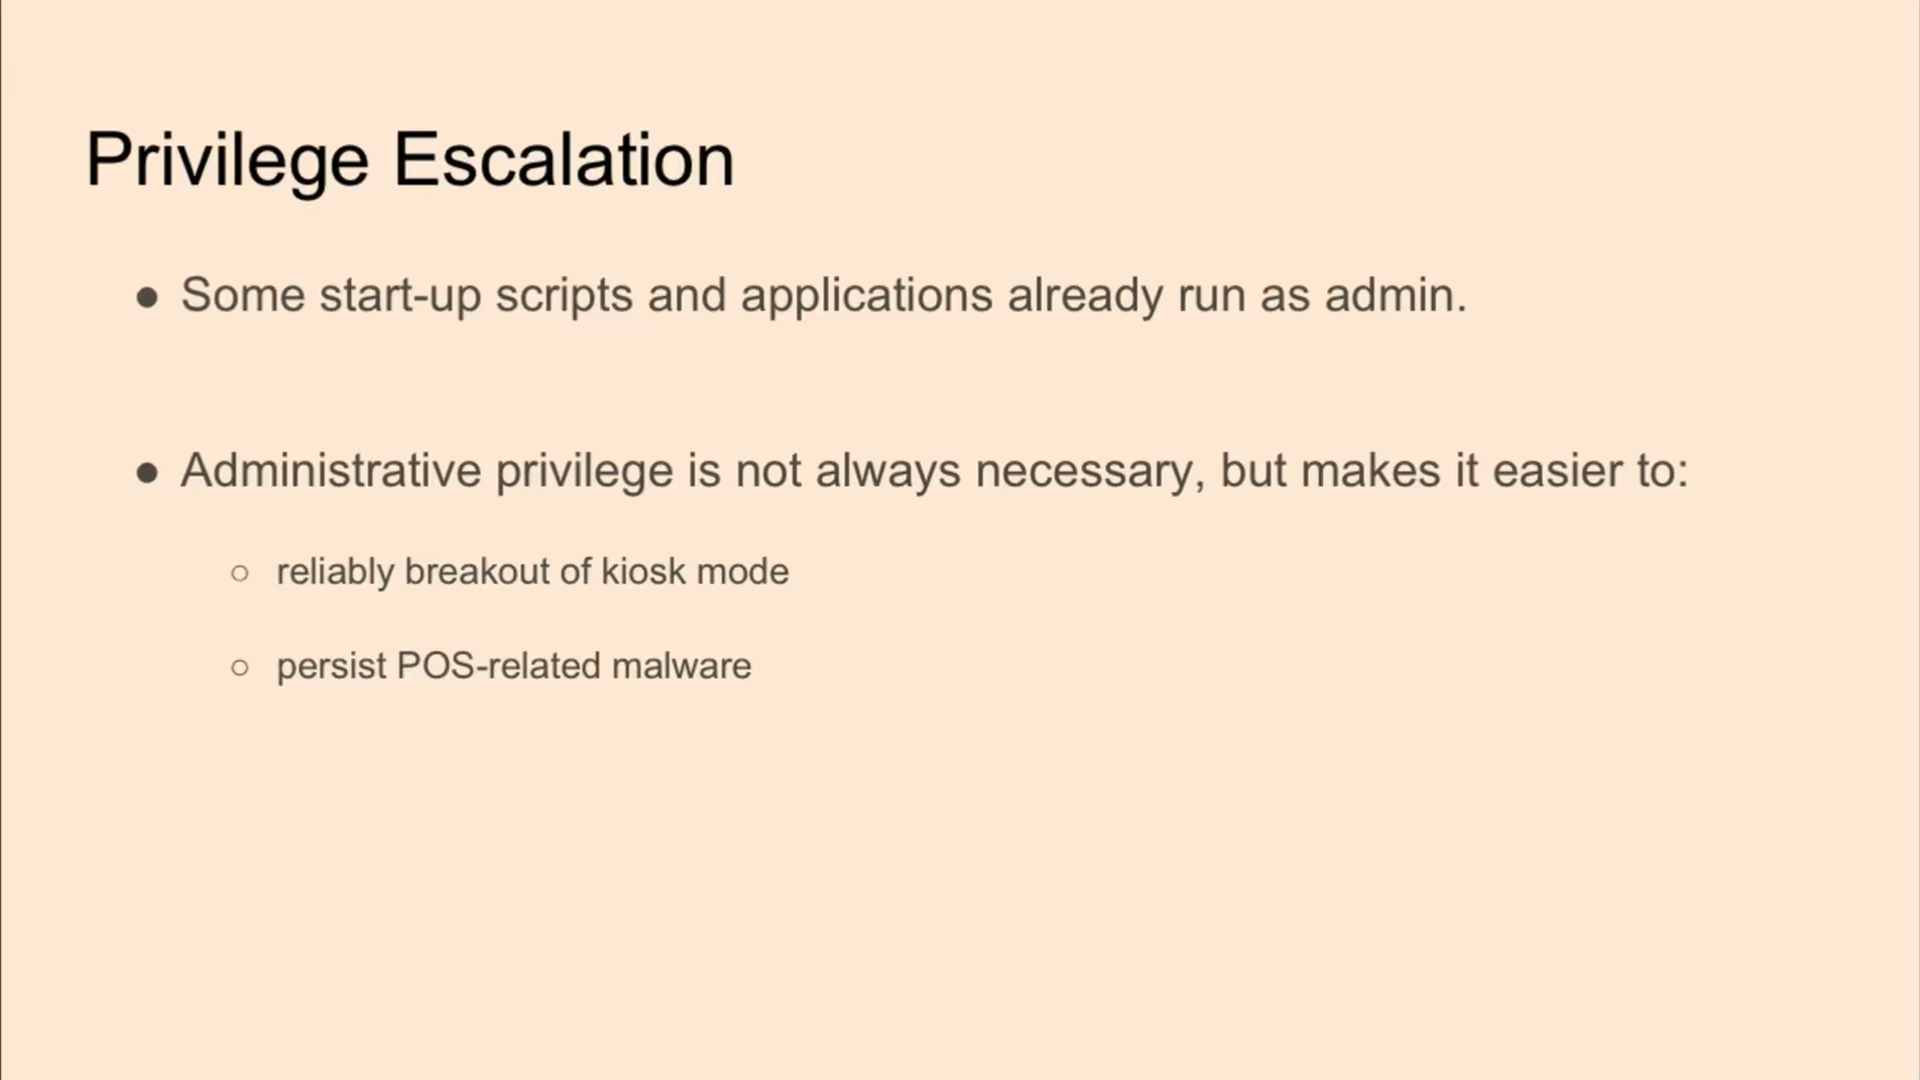 Privilege Escalation
● Some start-up scripts and applications already run as admin.
● Administrative privilege is not always necessary, but makes it easier to:
○ reliably breakout of kiosk mode
○ persist POS-related malware